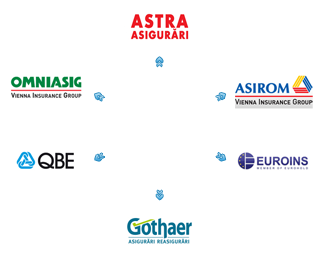 ASTRA
ASIGURĂRI
OMNIASIG
VIENNA INSURANCE GROUP
ASIROM
VIENNA INSURANCE GROUP
QBE
EUROINS
MEMBER OF EUROHOLD
Gothaer
ASIGURĂRI REASIGURĂRI